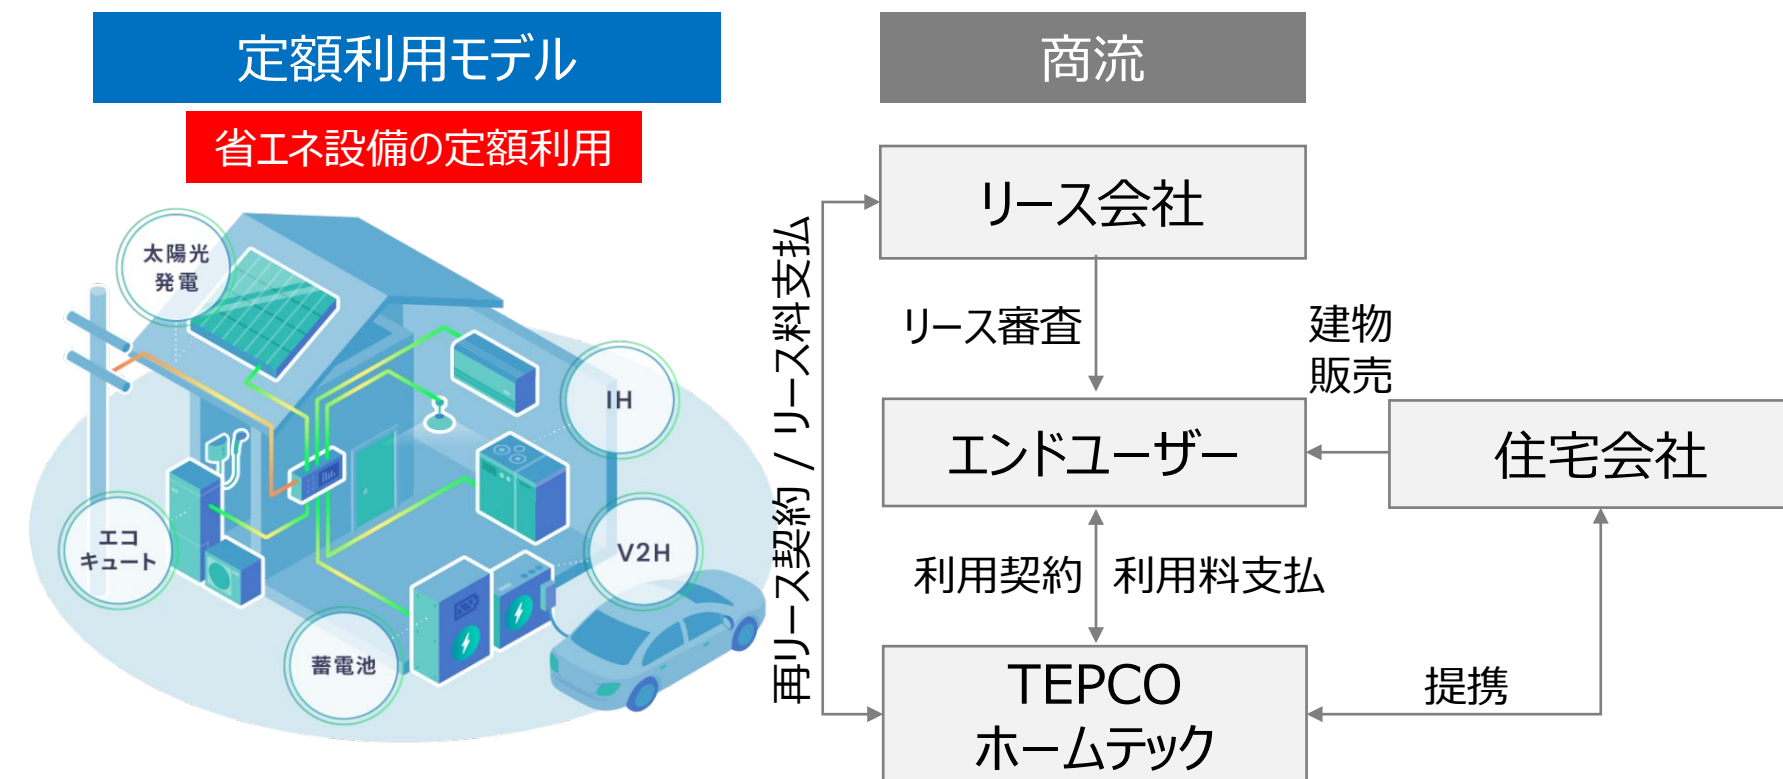 定額利用モデル
省エネ設備の定額利用
太陽光
発電
IH
エコ
キュート
V2H
蓄電池
商流
リース会社
再リース契約 / リース料支払
リース審査
建物
販売
エンドユーザー
住宅会社
利用契約
利用料支払
TEPCO
ホームテック
提携